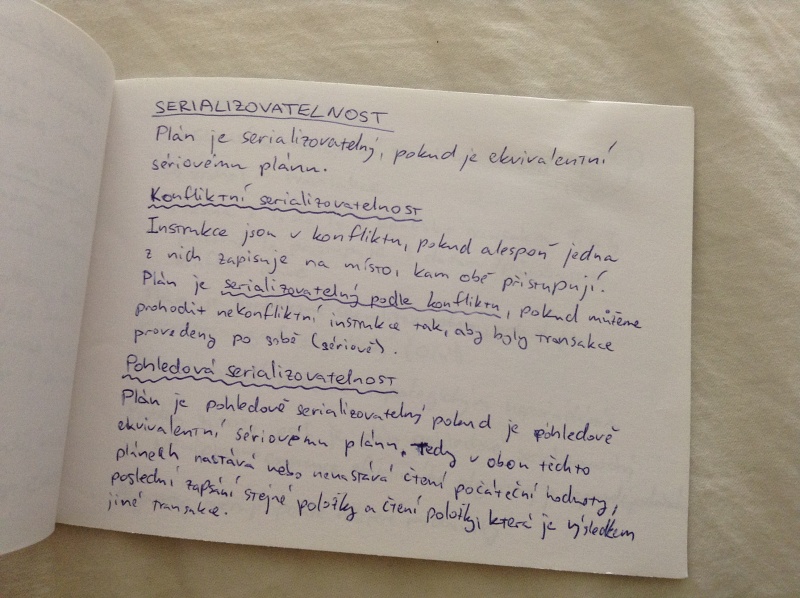 SERIALIZOVATELNOST
Plán je serializovatelný, pokud je ekvivalentní
sériovému plánu.
Konfliktní serializovatelnost
Instrukce jsou v konfliktu, pokud alespoň jedna
z nich zapisuje na místo, kam obě přistupují.
Plán je serializovatelný podle konfliktu, pokud můžeme
prohodit nekonfliktní instrukce tak, aby byly transakce
provedeny po sobě (sériově).
Pohledová serializovatelnost
Plán je pohledově serializovatelný pokud je pohledově
ekvivalentní sériovému plánu, tedy v obou těchto
plánech nastává nebo nenastává čtení počáteční hodnoty,
poslední zapsání stejné položky a čtení položky, která je výsledkem
jiné transakce.